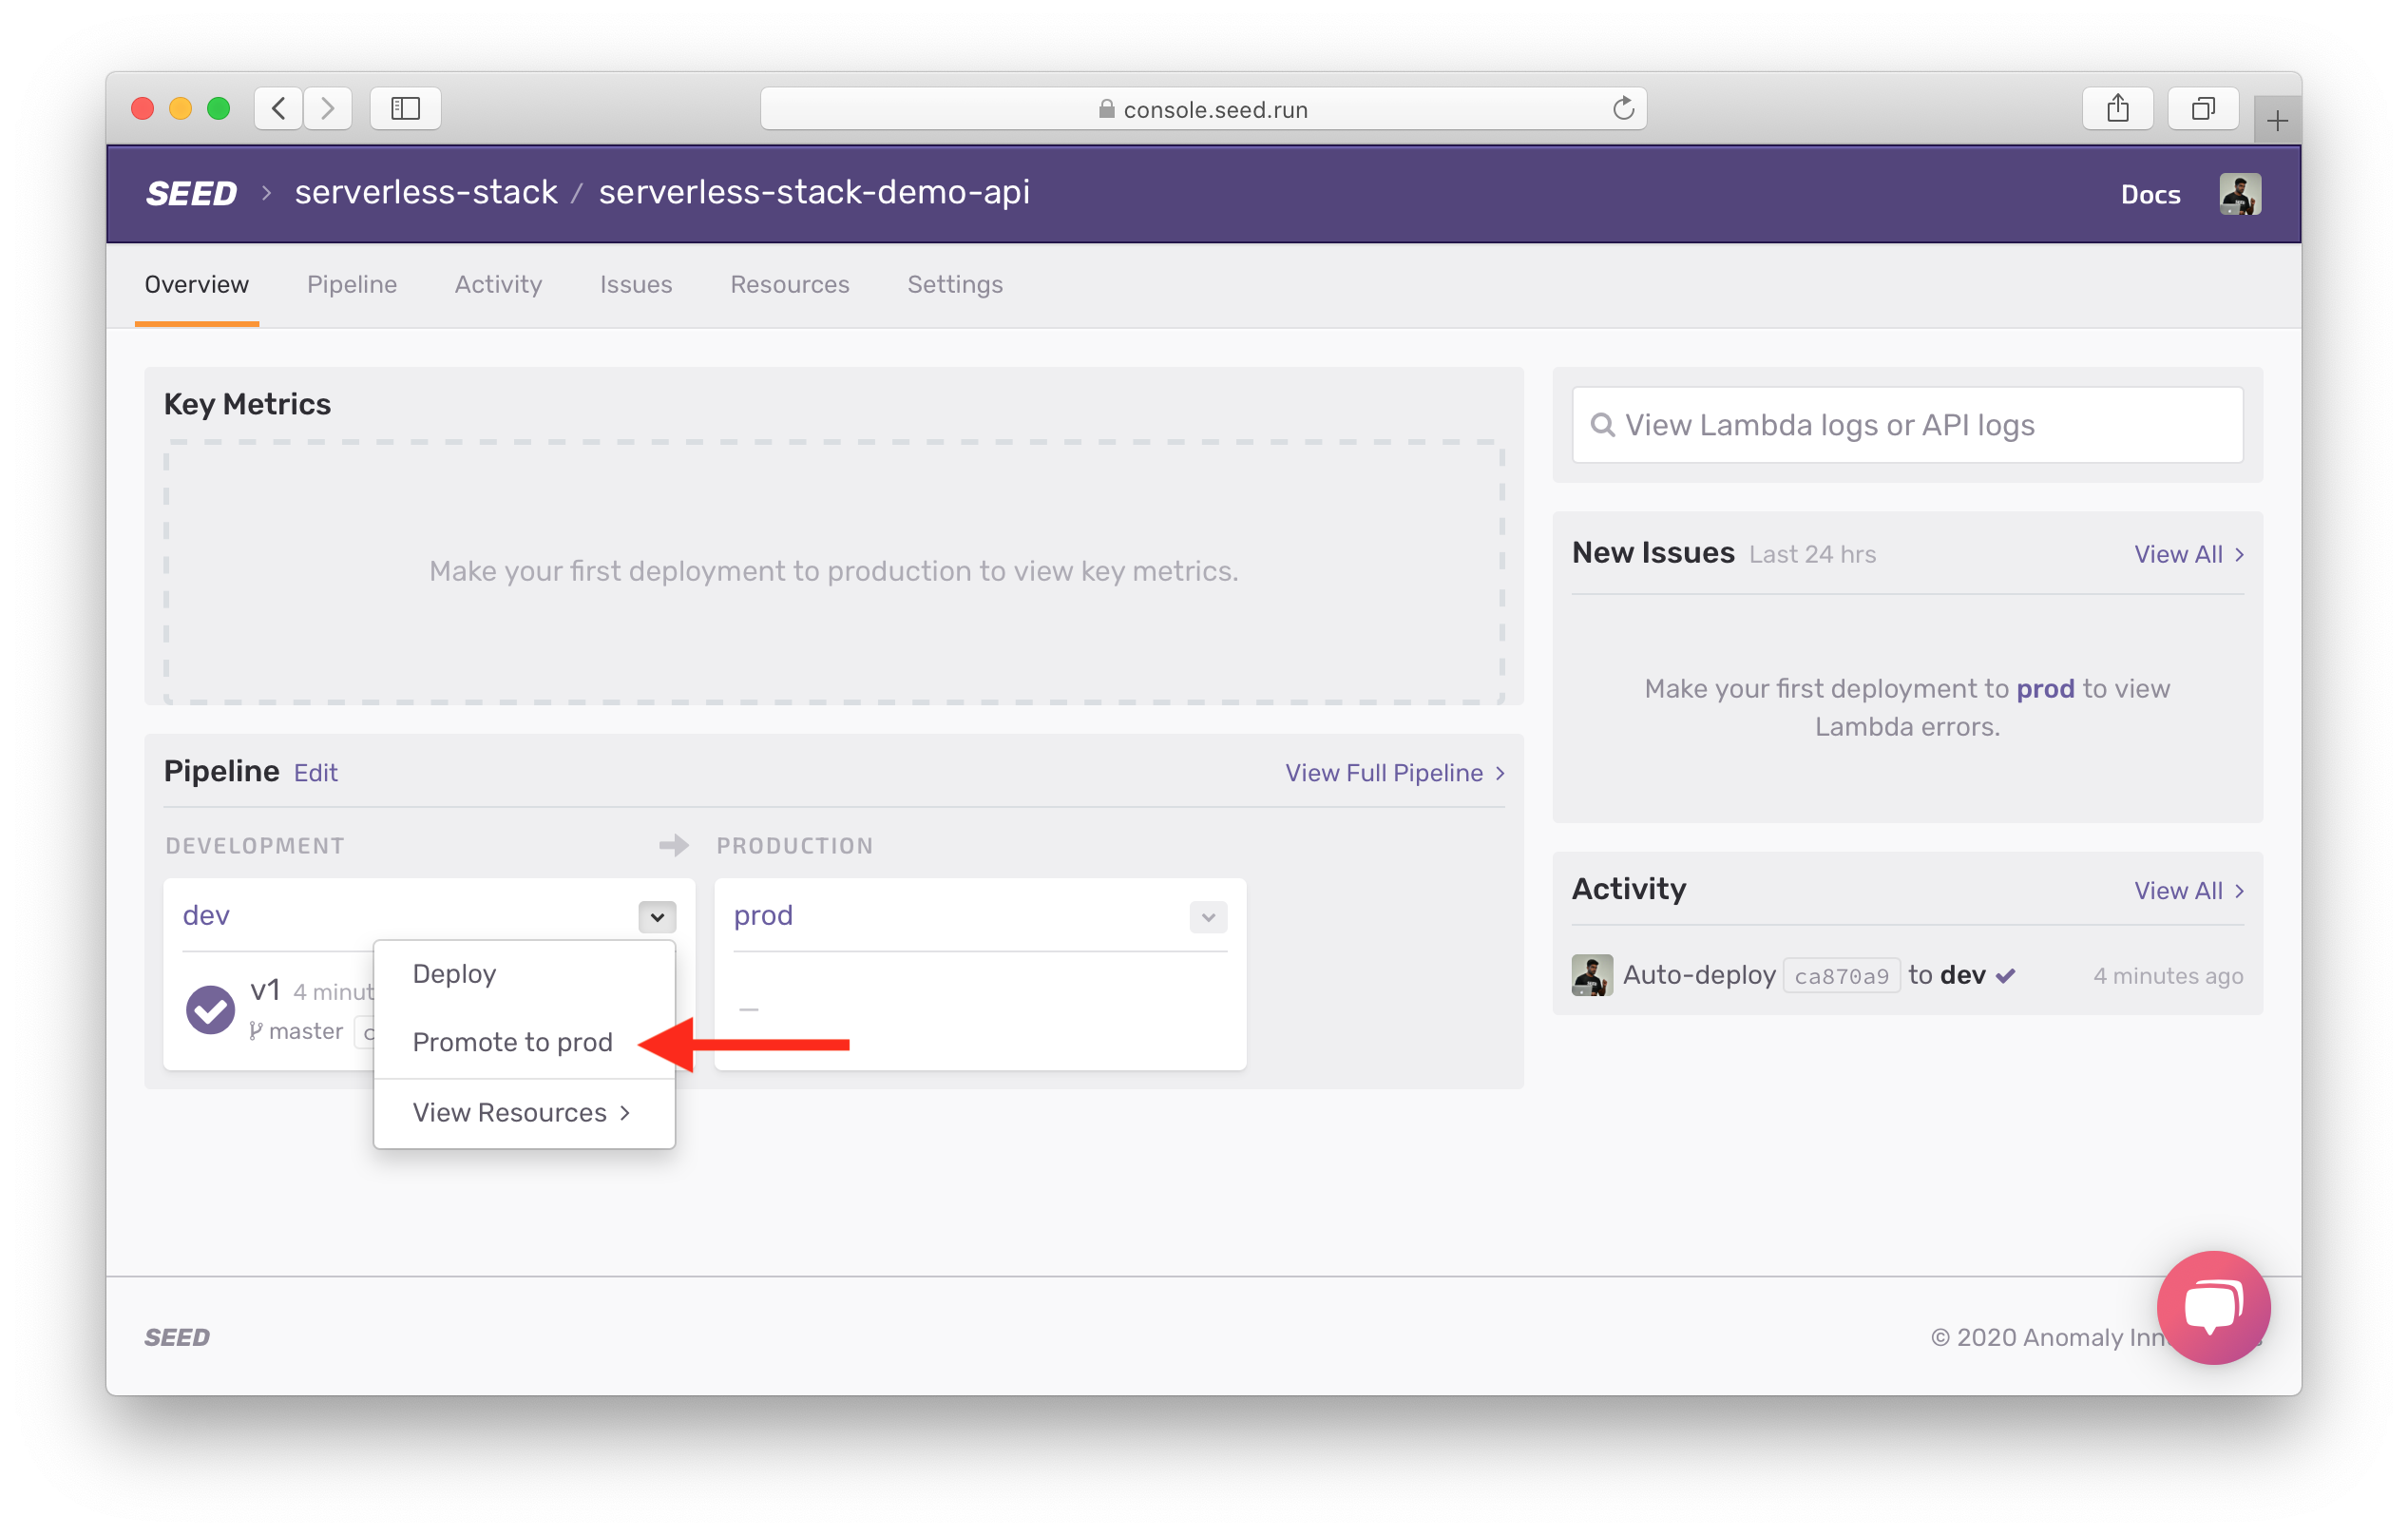 console.seed.run
SEED > serverless-stack / serverless-stack-demo-api
Docs
Overview Pipeline Activity Issues Resources Settings
Key Metrics
Make your first deployment to production to view key metrics.
Pipeline Edit
View Full Pipeline >
DEVELOPMENT
PRODUCTION
dev
prod
v1 4 minut
master
Deploy
Promote to prod
View Resources >
–
View Lambda logs or API logs
New Issues Last 24 hrs
View All >
Make your first deployment to prod to view
Lambda errors.
Activity
View All >
Auto-deploy ca870a9 to dev
4 minutes ago
SEED
© 2020 Anomaly Inn